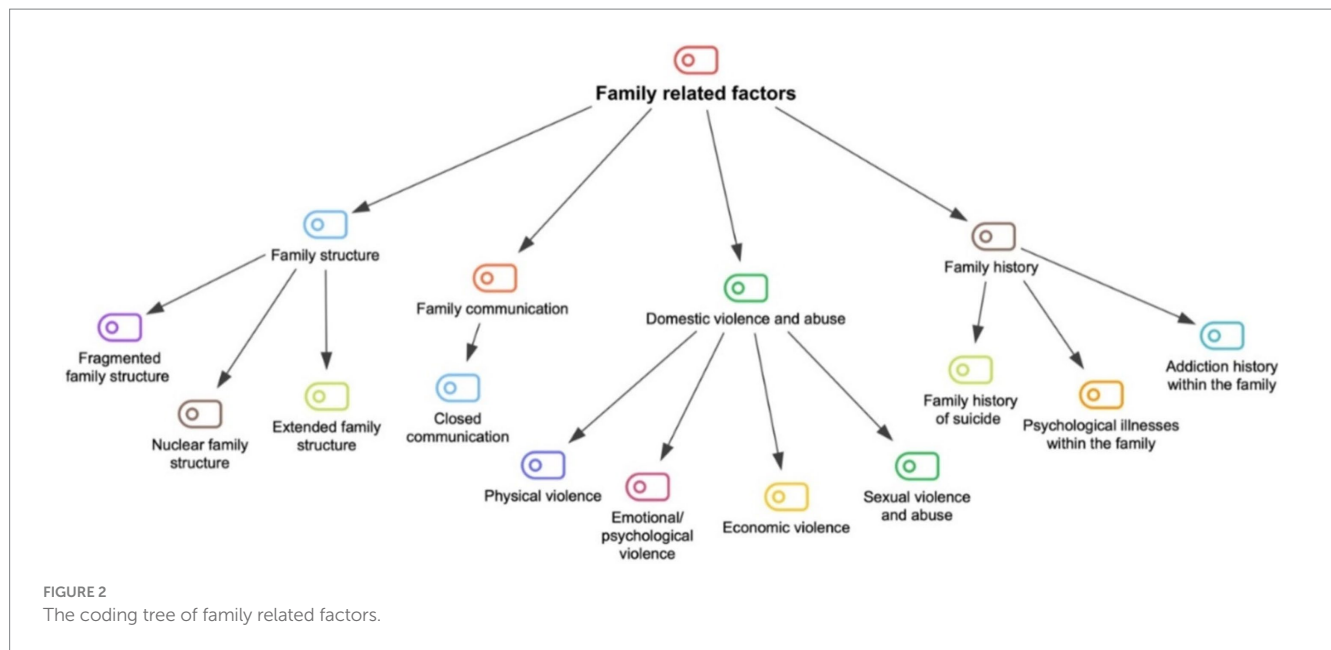 Family related factors
Family structure
Family communication
Domestic violence and abuse
Family history
Fragmented
family structure
Nuclear family
structure
Extended family
structure
Closed
communication
Physical violence
Emotional/
psychological
violence
Economic violence
Sexual violence
and abuse
Family history
of suicide
Psychological illnesses
within the family
Addiction history
within the family
FIGURE 2
The coding tree of family related factors.